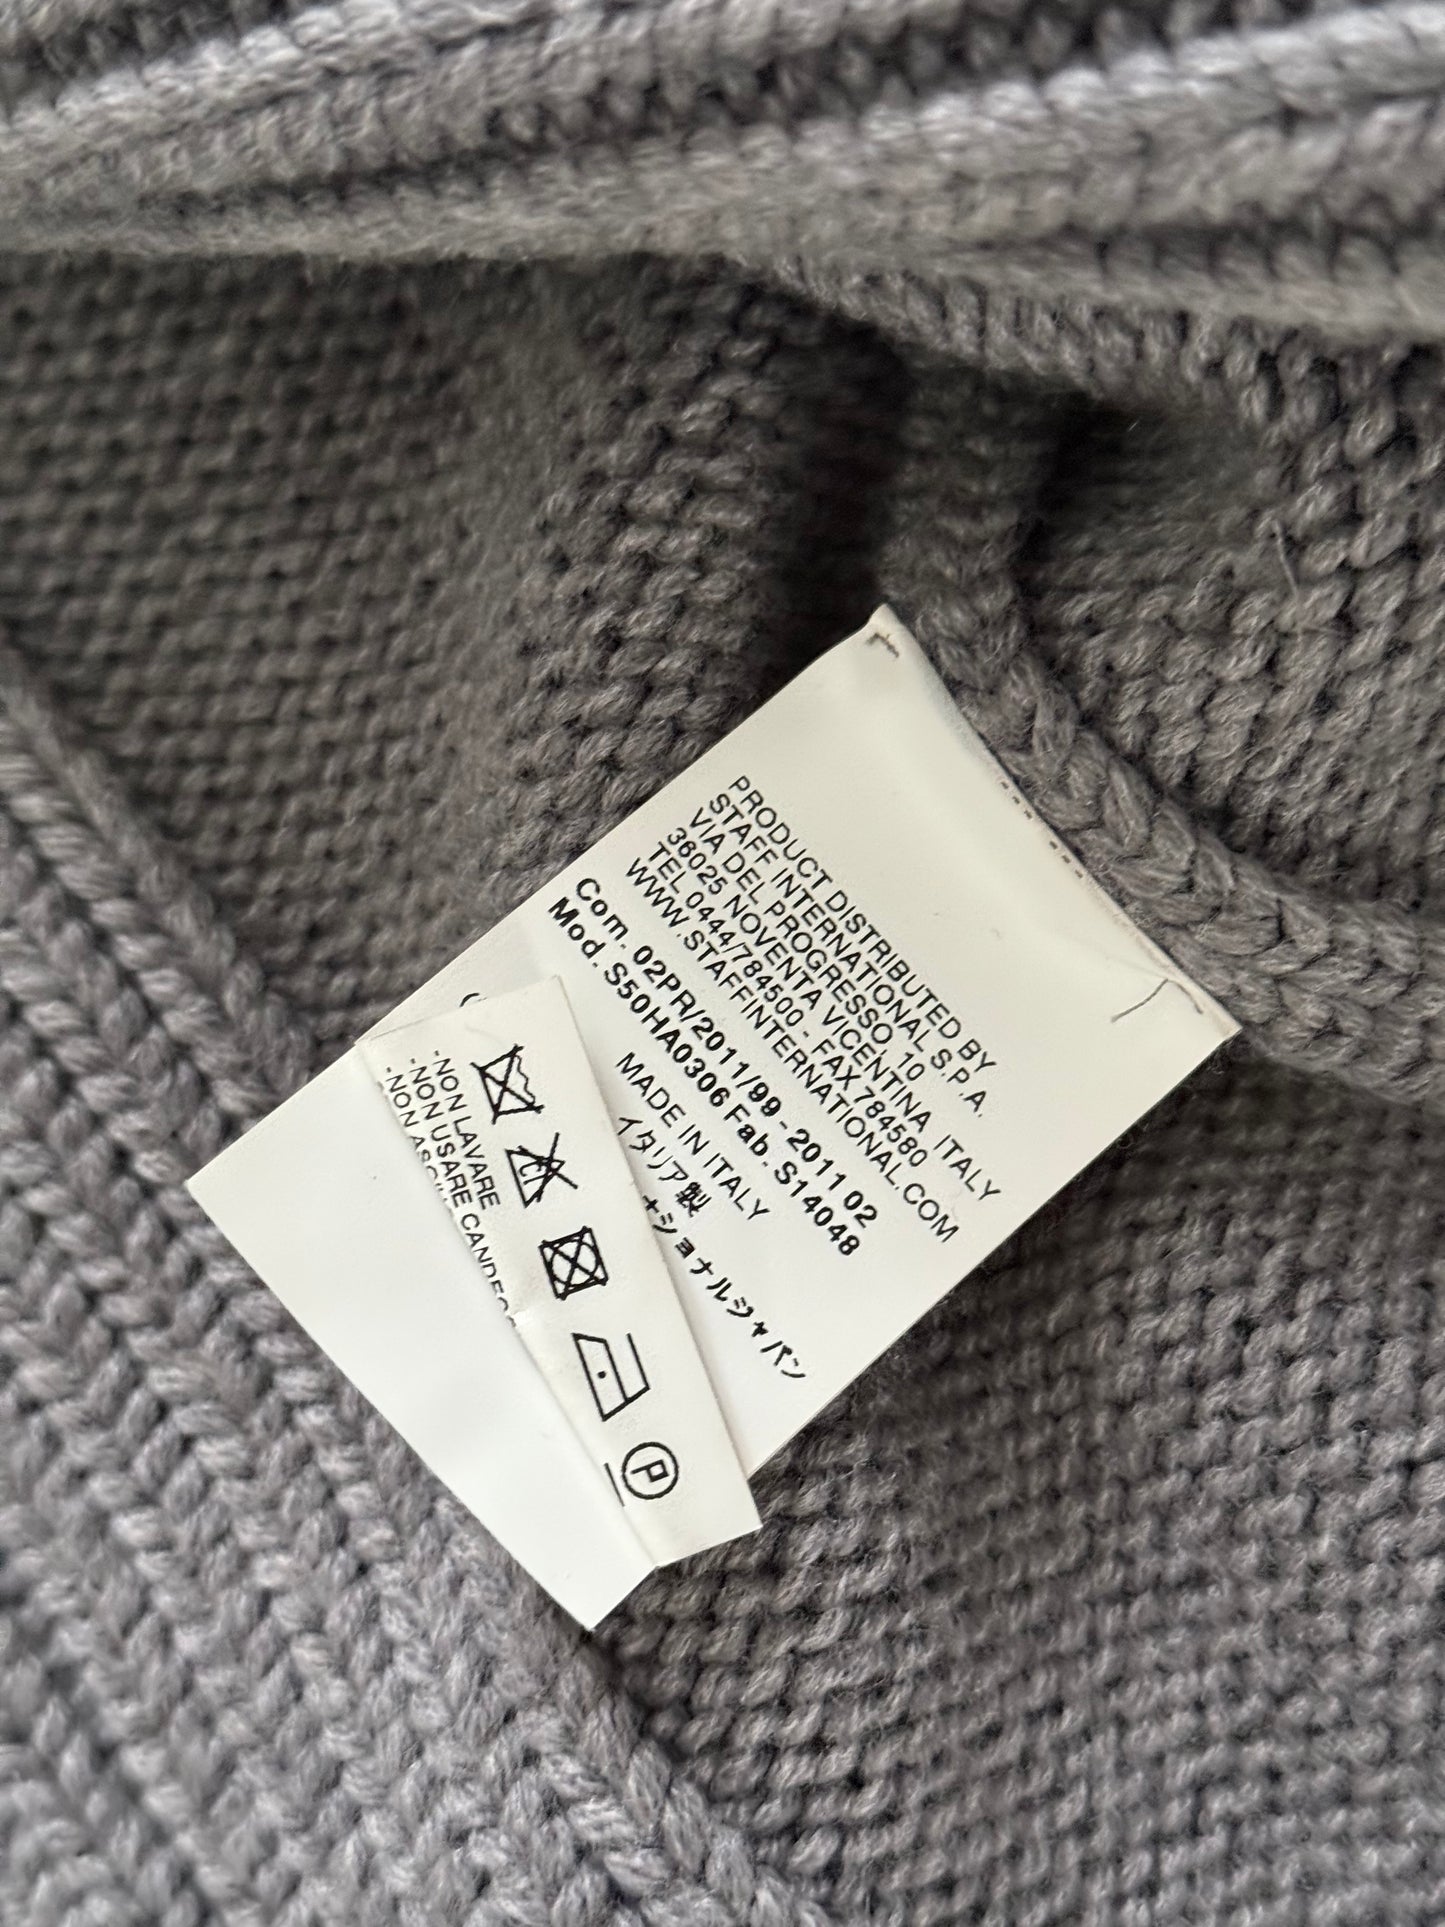 PRODUCT DISTRIBUTED BY
STAFF INTERNATIONAL S.P.A.
VIA DEL PROGRESSO, 10
36025 NOVENTA VICENTINA, ITALY
TEL 0444/784500 - FAX 784580
WWW.STAFFINTERNATIONAL.COM
Com. 02PR/2011/99 - 2011 02
Mod. S50HA0306 Fab. S14048
MADE IN ITALY
イタリア製
ショナルジャパン
CL
P
-NON LAVARE
-NON USARE
-NON